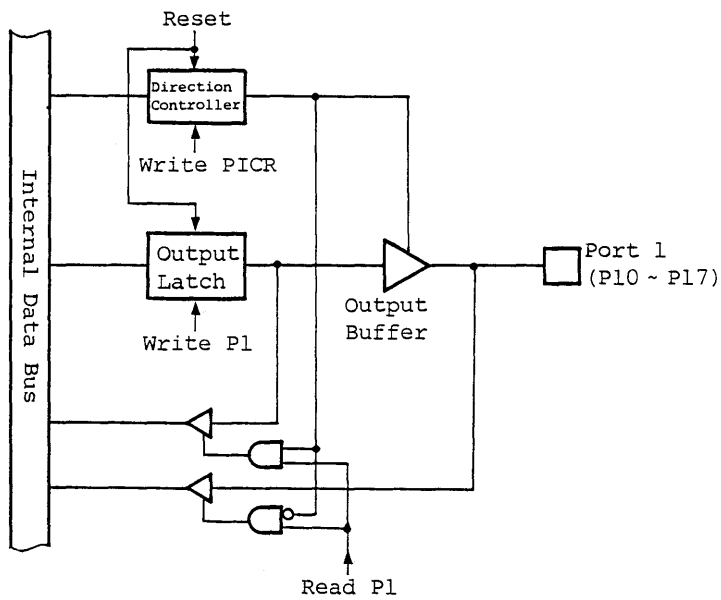 Reset
Direction
Controller
Write PICR
Internal Data Bus
Output
Latch
Port 1
(P10 ~ P17)
Output
Buffer
Write P1
Read P1